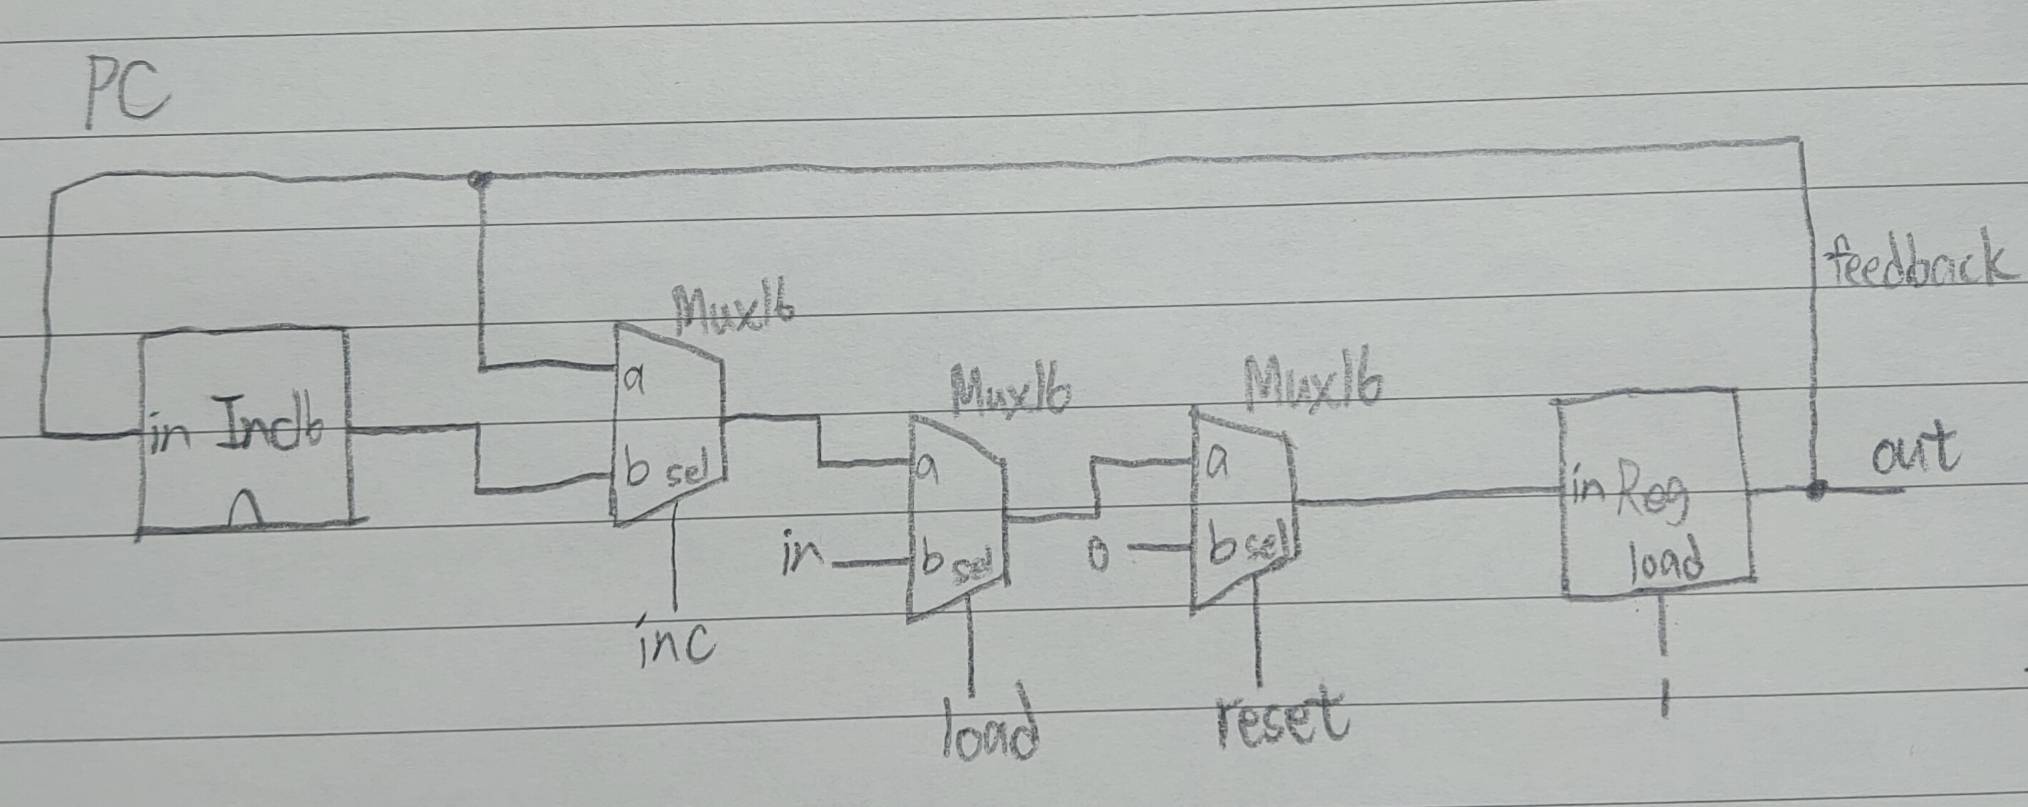 PC
feedback
Mux16
Mux16
Mux16
a
in Inc16
a
a
out
b sel
in Reg
in
b sel
0
b sel
load
inc
load
reset
1